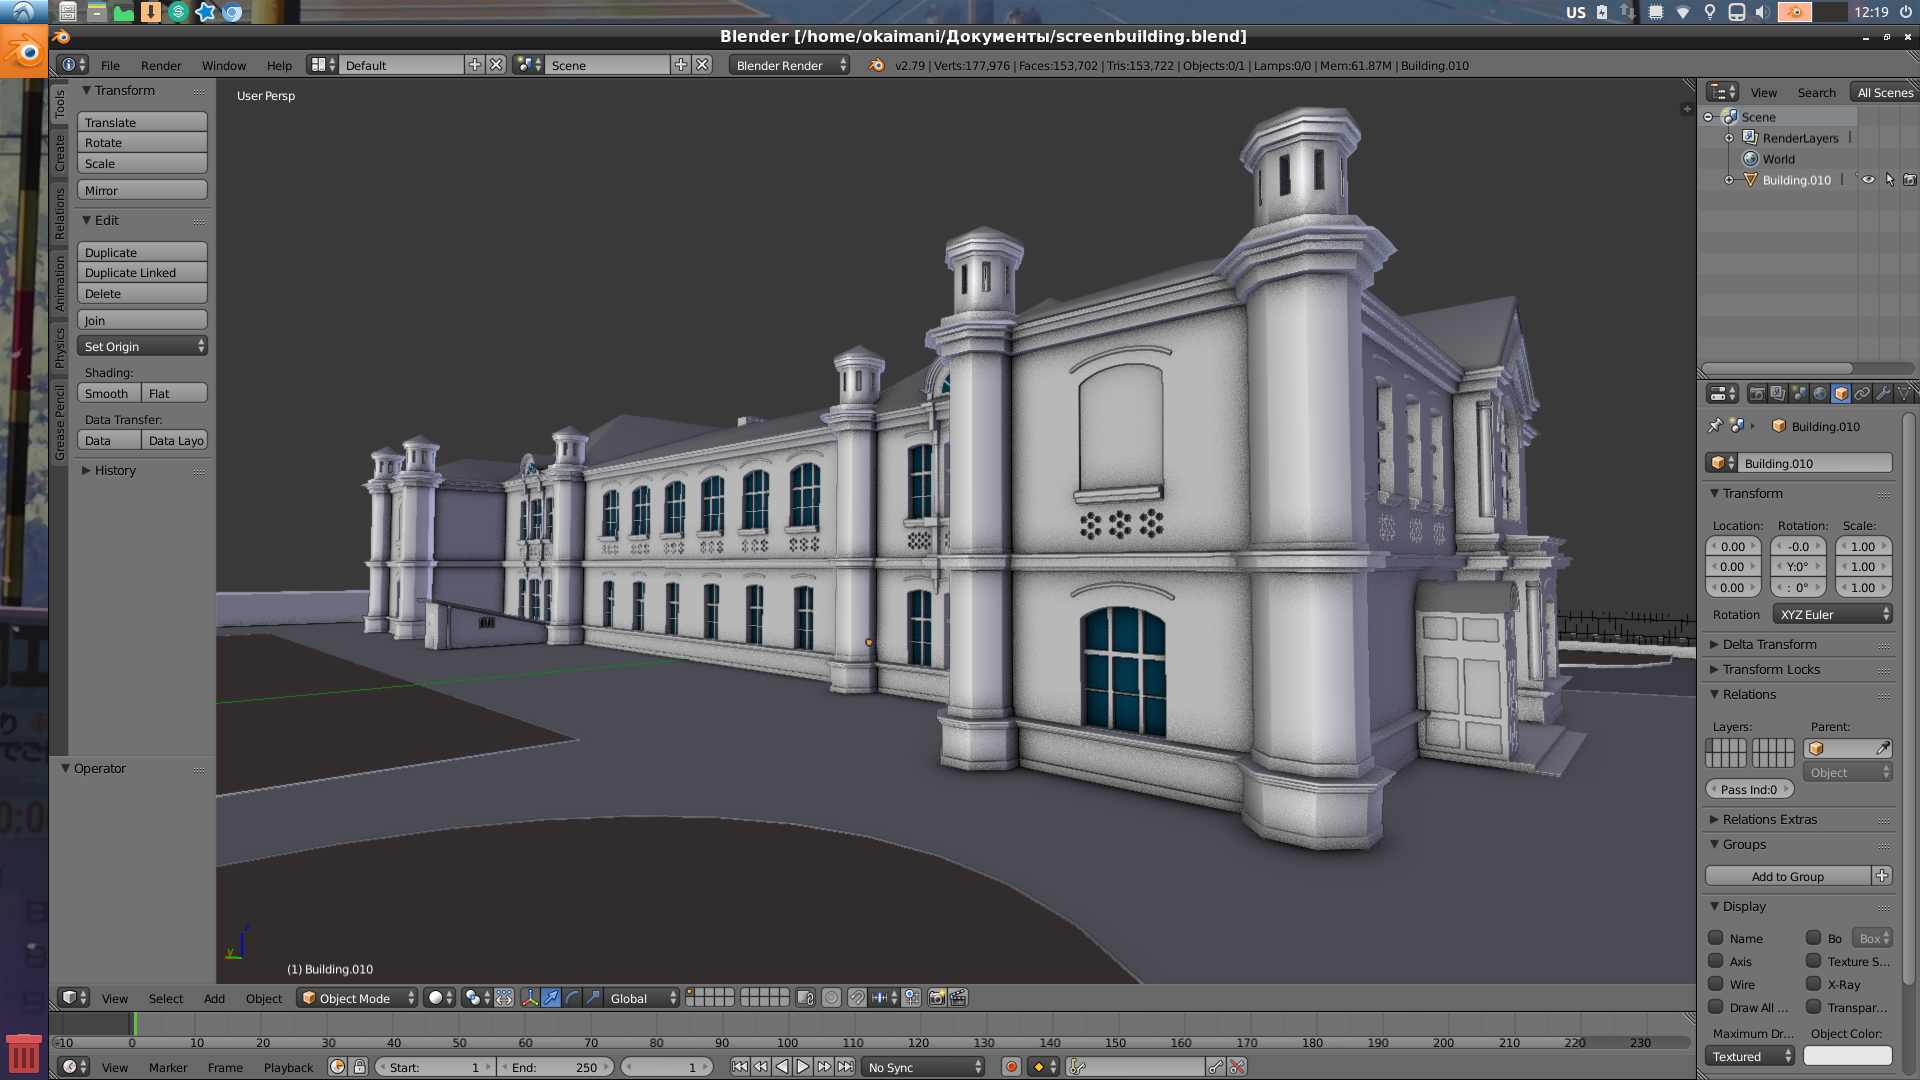 US
12:19
Blender [/home/okaimani/Документы/screenbuilding.blend]
File Render Window Help Default Scene Blender Render v2.79 | Verts:177,976 | Faces:153,702 | Tris:153,722 | Objects:0/1 | Lamps:0/0 | Mem:61.87M | Building.010
Tools
Create
Relations
Animation
Physics
Grease Pencil
Transform
Translate
Rotate
Scale
Mirror
Edit
Duplicate
Duplicate Linked
Delete
Join
Set Origin
Shading:
Smooth Flat
Data Transfer:
Data Data Layo
History
Operator
User Persp
z
y
(1) Building.010
View Search All Scenes
Scene
RenderLayers
World
Building.010
Building.010
Building.010
Transform
Location: Rotation: Scale:
0.00 -0.0 1.00
0.00 Y:0° 1.00
0.00 : 0° 1.00
Rotation XYZ Euler
Delta Transform
Transform Locks
Relations
Layers: Parent:
Object
Pass Ind:0
Relations Extras
Groups
Add to Group
Display
Name Bo Box
Axis Texture S...
Wire X-Ray
Draw All ... Transpar...
Maximum Dr... Object Color:
Textured
View Select Add Object Object Mode Global
-10 0 10 20 30 40 50 60 70 80 90 100 110 120 130 140 150 160 170 180 190 200 210 220 230
View Marker Frame Playback Start: 1 End: 250 1 No Sync